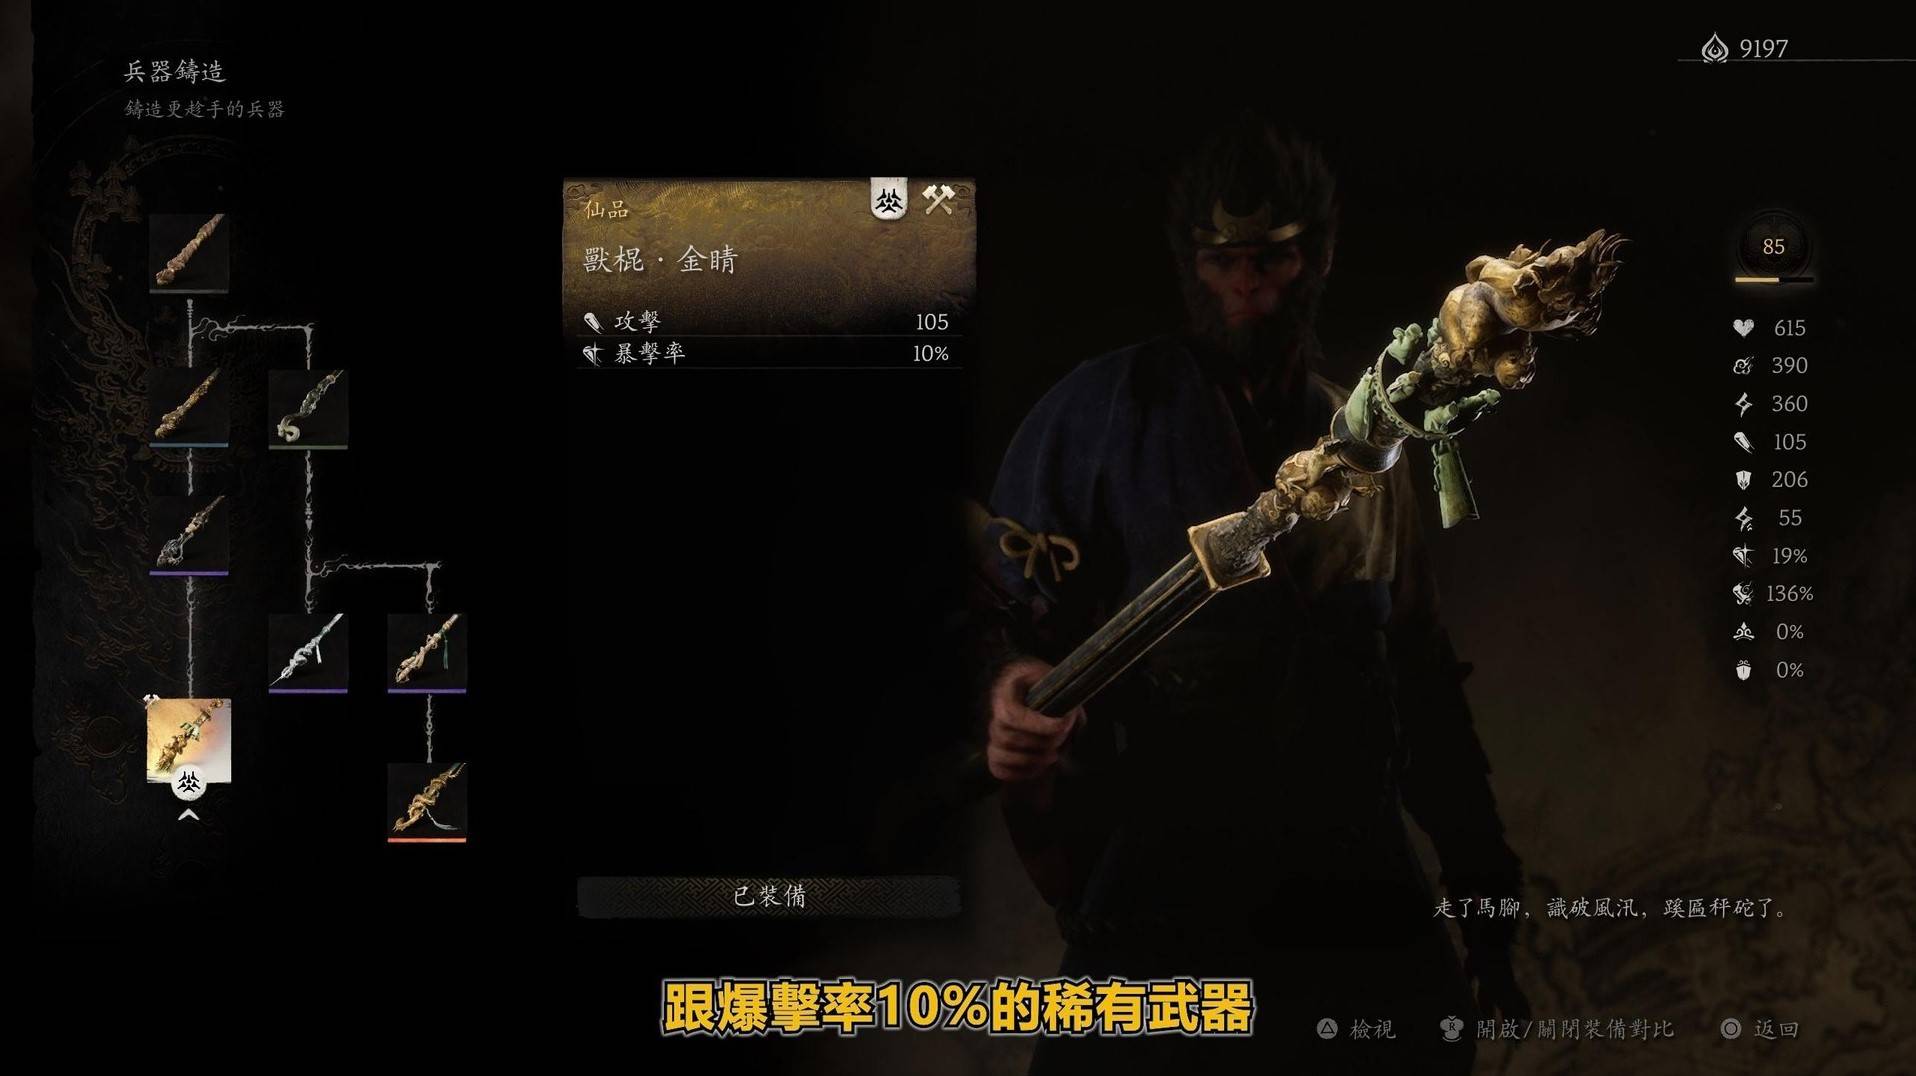 兵器鑄造
鑄造更趁手的兵器
9197
仙品
獸棍·金睛
攻擊 105
暴擊率 10%
已裝備
85
615
390
360
105
206
55
19%
136%
0%
0%
走了馬腳，識破風汛，蹊匾秤砣了。
跟爆擊率10%的稀有武器
檢視
R 開啟/關閉裝備對比
返回